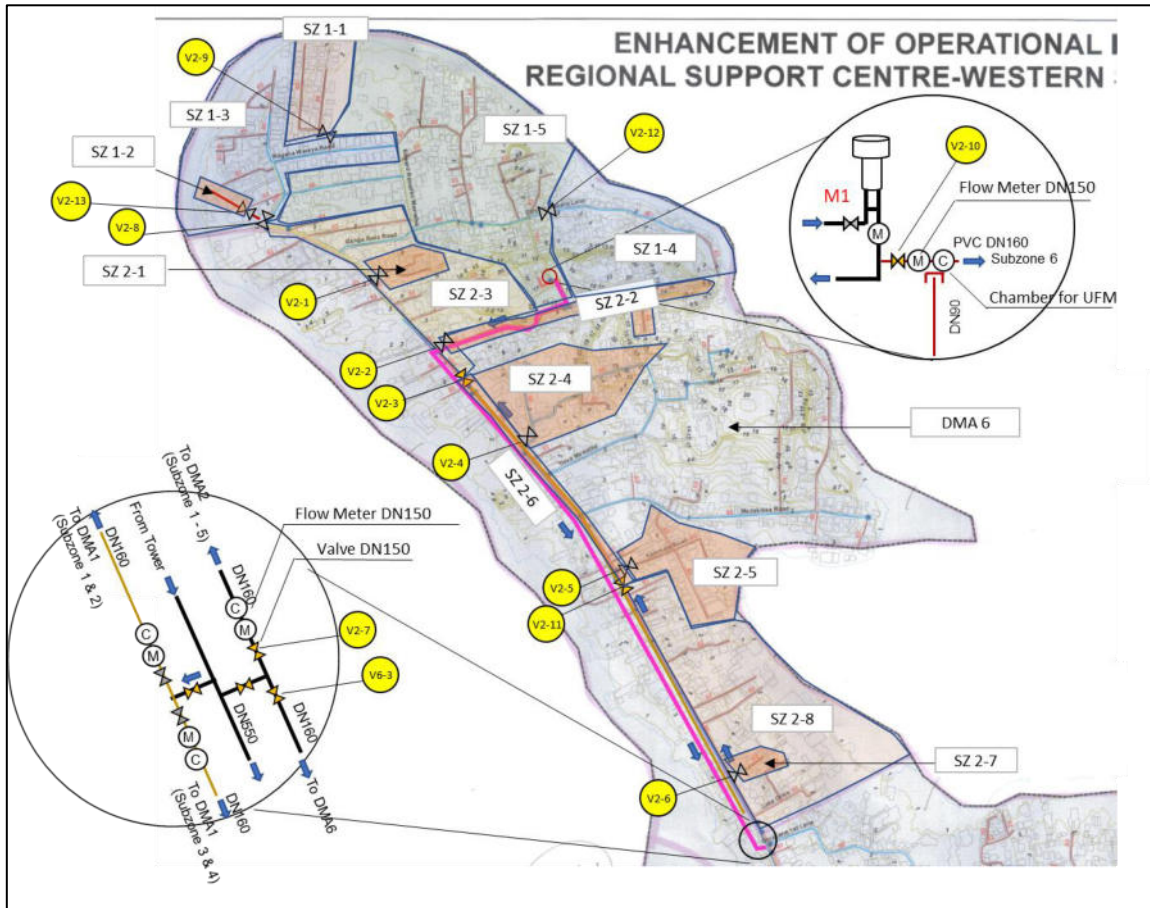 ENHANCEMENT OF OPERATIONAL
REGIONAL SUPPORT CENTRE-WESTERN
SZ 1-1
V2-9
SZ 1-3
SZ 1-2
V2-13
V2-8
SZ 2-1
V2-1
SZ 1-5
V2-12
SZ 1-4
SZ 2-3
SZ 2-2
V2-2
V2-3
SZ 2-4
V2-4
SZ 2-6
DMA 6
V2-5
V2-11
SZ 2-5
SZ 2-8
SZ 2-7
V2-6
M1
M
V2-10
Flow Meter DN150
M
C
PVC DN160
Subzone 6
Chamber for UFM
DN90
To DMA2
(Subzone 1 - 5)
From Tower
To DMA1
(Subzone 1 & 2)
DN160
DN160
Flow Meter DN150
Valve DN150
C
M
C
M
V2-7
V6-3
DN550
DN160
To DMA6
M
C
DN160
To DMA1
(Subzone 3 & 4)